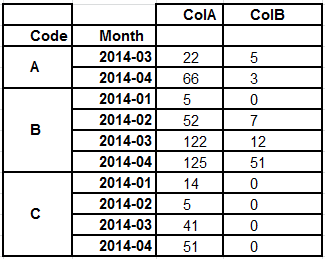 ColA ColB
Code Month
A 2014-03 22 5
2014-04 66 3
B 2014-01 5 0
2014-02 52 7
2014-03 122 12
2014-04 125 51
C 2014-01 14 0
2014-02 5 0
2014-03 41 0
2014-04 51 0